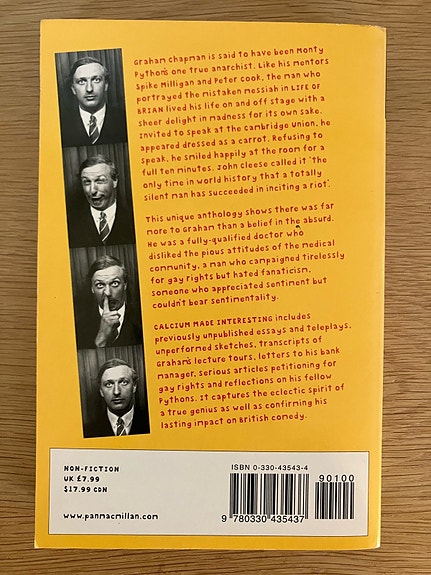 Graham Chapman is said to have been Monty
Python's one true anarchist. Like his mentors
Spike Milligan and Peter Cook, the man who
portrayed the mistaken messiah in LIFE OF
BRIAN lived his life on and off stage with a
sheer delight in madness for its own sake.
Invited to speak at the Cambridge Union, he
appeared dressed as a carrot. Refusing to
speak, he smiled happily at the room for a
full ten minutes. John Cleese called it 'the
only time in world history that a totally
silent man has succeeded in inciting a riot'.
This unique anthology shows there was far
more to Graham than a belief in the absurd.
He was a fully-qualified doctor who
disliked the pious attitudes of the medical
community, a man who campaigned tirelessly
for gay rights but hated fanaticism,
someone who appreciated sentiment but
couldn't bear sentimentality.
CALCIUM MADE INTERESTING includes
previously unpublished essays and teleplays,
unperformed sketches, transcripts of
Graham's lecture tours, letters to his bank
manager, serious articles petitioning for
gay rights and reflections on his fellow
Pythons. It captures the eclectic spirit of
a true genius as well as confirming his
lasting impact on British comedy.
NON-FICTION
UK £7.99
$17.99 CDN
www.panmacmillan.com
ISBN 0-330-43543-4
90100
9 780330 435437